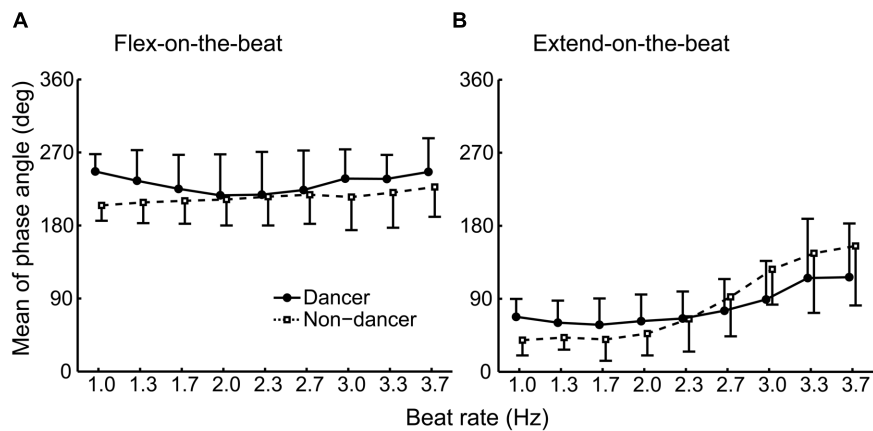 A
Flex-on-the-beat
B
Extend-on-the-beat
Mean of phase angle (deg)
360
270
180
90
0
Dancer
Non-dancer
1.0 1.3 1.7 2.0 2.3 2.7 3.0 3.3 3.7
360
270
180
90
0
1.0 1.3 1.7 2.0 2.3 2.7 3.0 3.3 3.7
Beat rate (Hz)